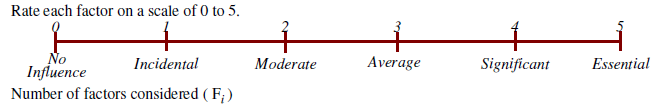 Rate each factor on a scale of 0 to 5.
0 1 2 3 4 5
No Influence Incidental Moderate Average Significant Essential
Number of factors considered ( Fi )